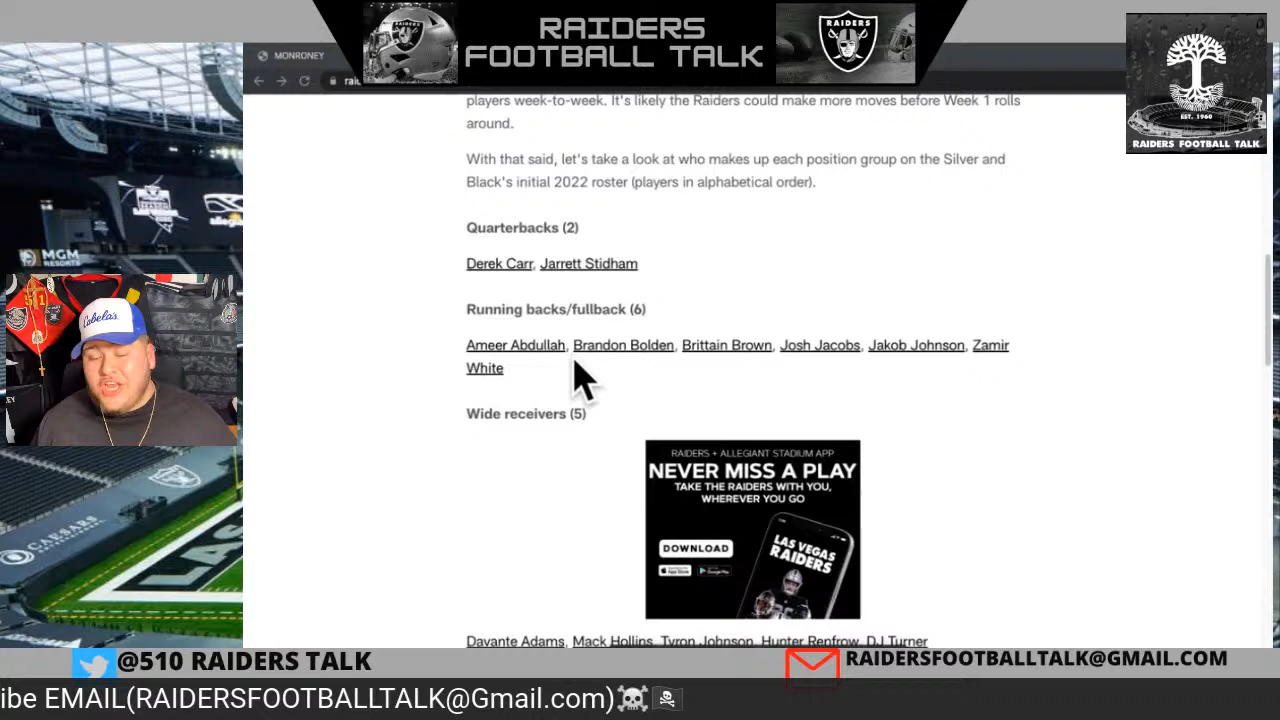 RAIDERS
FOOTBALL TALK
RAIDERS
EST. 1960
RAIDERS FOOTBALL TALK
MONRONEY
players week-to-week. It's likely the Raiders could make more moves before Week 1 rolls
around.
With that said, let's take a look at who makes up each position group on the Silver and
Black's initial 2022 roster (players in alphabetical order).
Quarterbacks (2)
Derek Carr, Jarrett Stidham
Running backs/fullback (6)
Ameer Abdullah, Brandon Bolden, Brittain Brown, Josh Jacobs, Jakob Johnson, Zamir
White
Wide receivers (5)
RAIDERS + ALLEGIANT STADIUM APP
NEVER MISS A PLAY
TAKE THE RAIDERS WITH YOU,
WHEREVER YOU GO
DOWNLOAD
LAS VEGAS
RAIDERS
Davante Adams, Mack Hollins, Tyron Johnson, Hunter Renfrow, DJ Turner
MGM
RESORTS
Cabela's
CAESARS
LAS
@510 RAIDERS TALK
RAIDERSFOOTBALLTALK@GMAIL.COM
ibe EMAIL(RAIDERSFOOTBALLTALK@Gmail.com)☠️🏴‍☠️